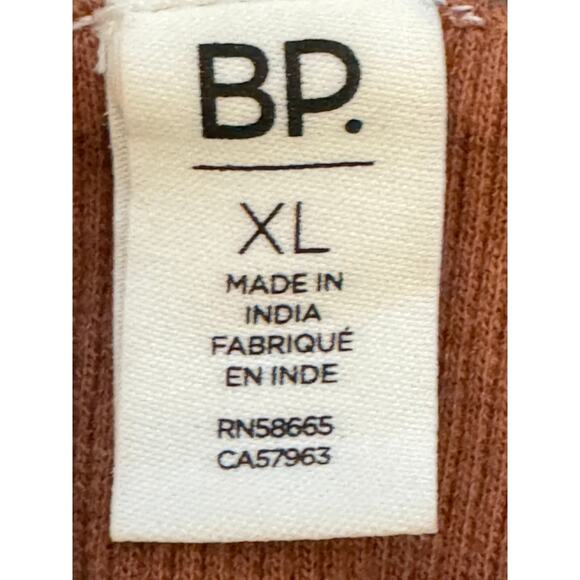 BP.
XL
MADE IN
INDIA
FABRIQUÉ
EN INDE
RN58665
CA57963